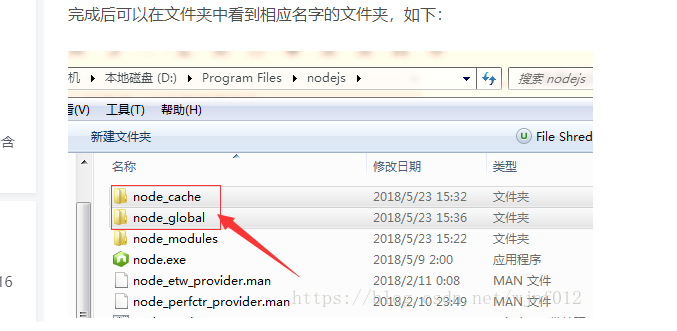 完成后可以在文件夹中看到相应名字的文件夹，如下：
机 ▸ 本地磁盘 (D:) ▸ Program Files ▸ nodejs ▸ 搜索 nodejs
看(V) 工具(T) 帮助(H)
新建文件夹 File Shred
名称 修改日期 类型
含
node_cache 2018/5/23 15:32 文件夹
node_global 2018/5/23 15:36 文件夹
node_modules 2018/5/23 15:22 文件夹
node.exe 2018/5/9 2:00 应用程序
16 node_etw_provider.man 2018/2/11 0:08 MAN 文件
node_perfctr_provider.man 2018/2/10 23:49 MAN 文件